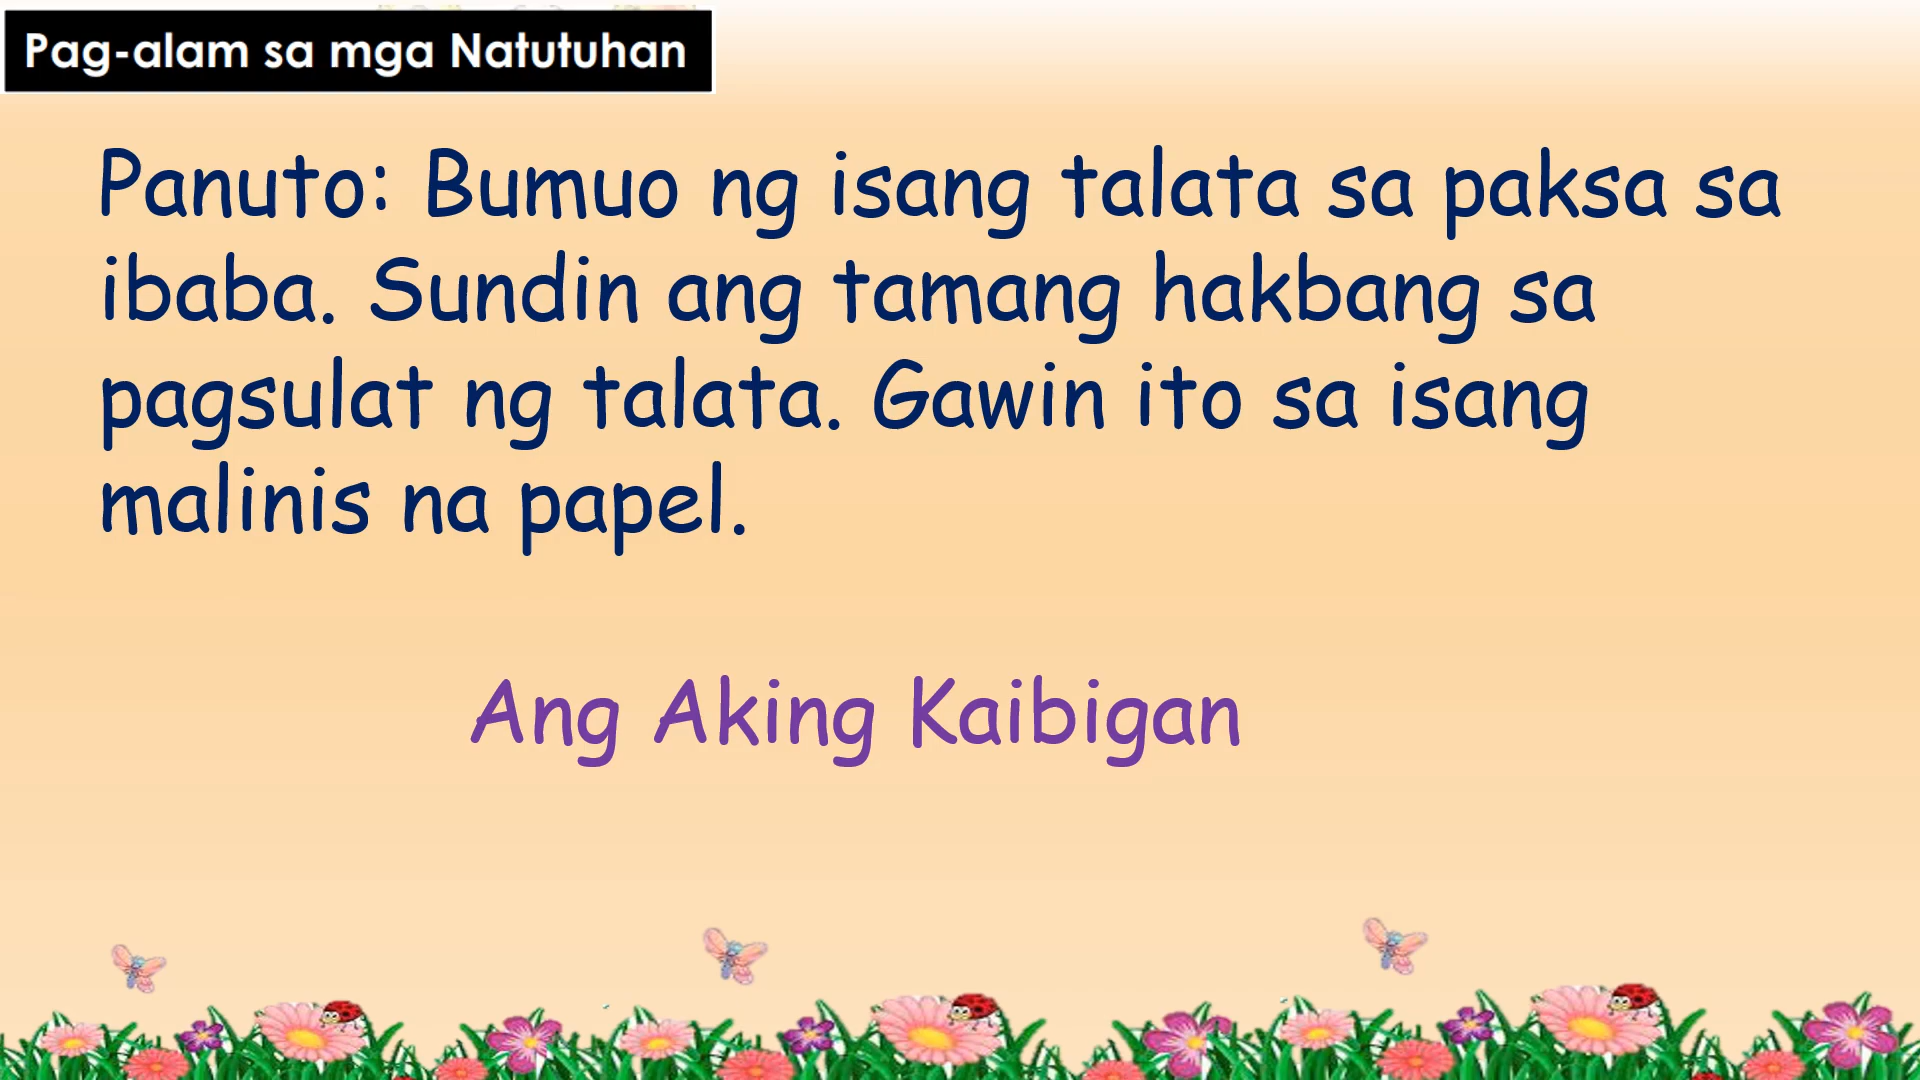 Pag-alam sa mga Natutuhan
Panuto: Bumuo ng isang talata sa paksa sa
ibaba. Sundin ang tamang hakbang sa
pagsulat ng talata. Gawin ito sa isang
malinis na papel.
Ang Aking Kaibigan